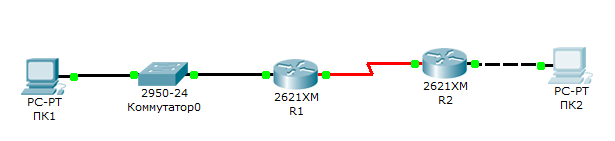 PC-PT
ПК1
2950-24
Коммутатор0
2621XM
R1
2621XM
R2
PC-PT
ПК2